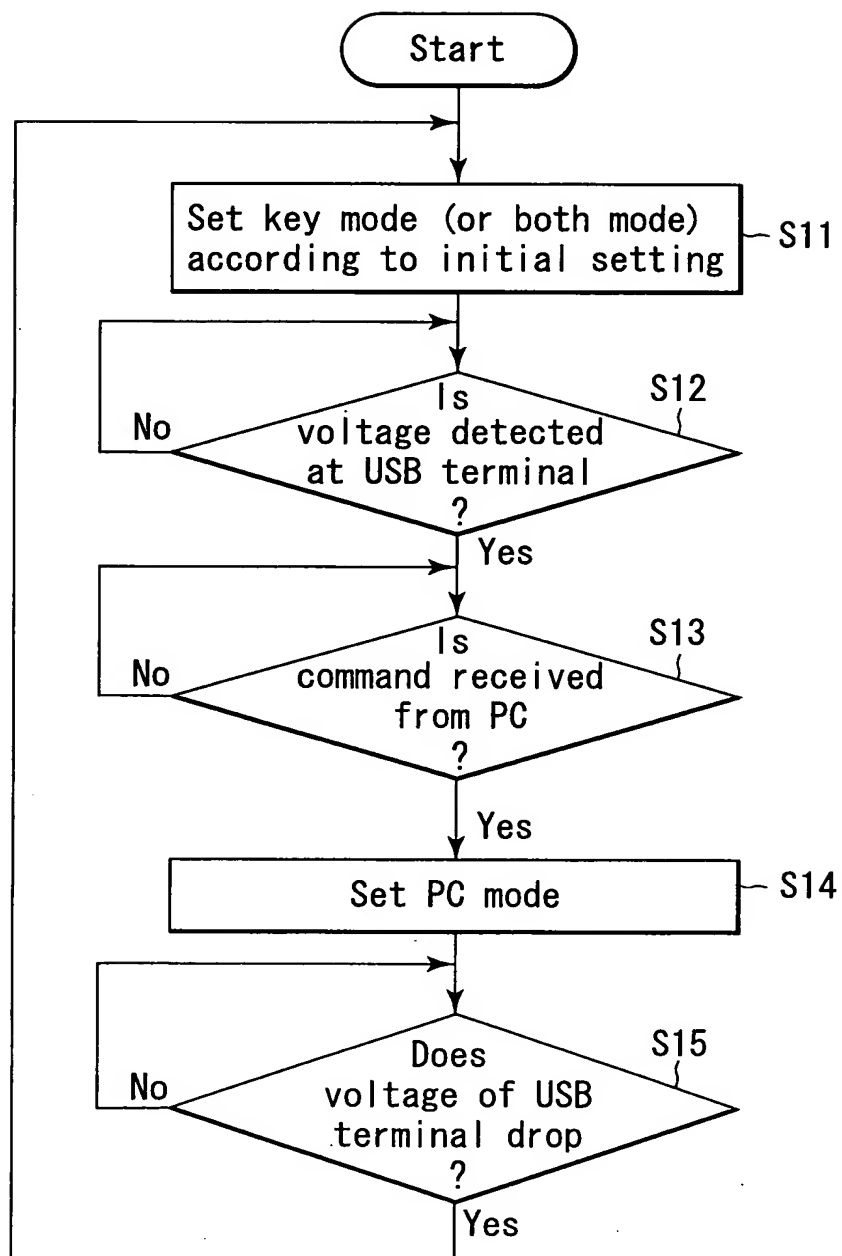 Start
Set key mode (or both mode)
according to initial setting
S11
Is
voltage detected
at USB terminal
?
S12
No
Yes
Is
command received
from PC
?
S13
No
Yes
Set PC mode
S14
Does
voltage of USB
terminal drop
?
S15
No
Yes